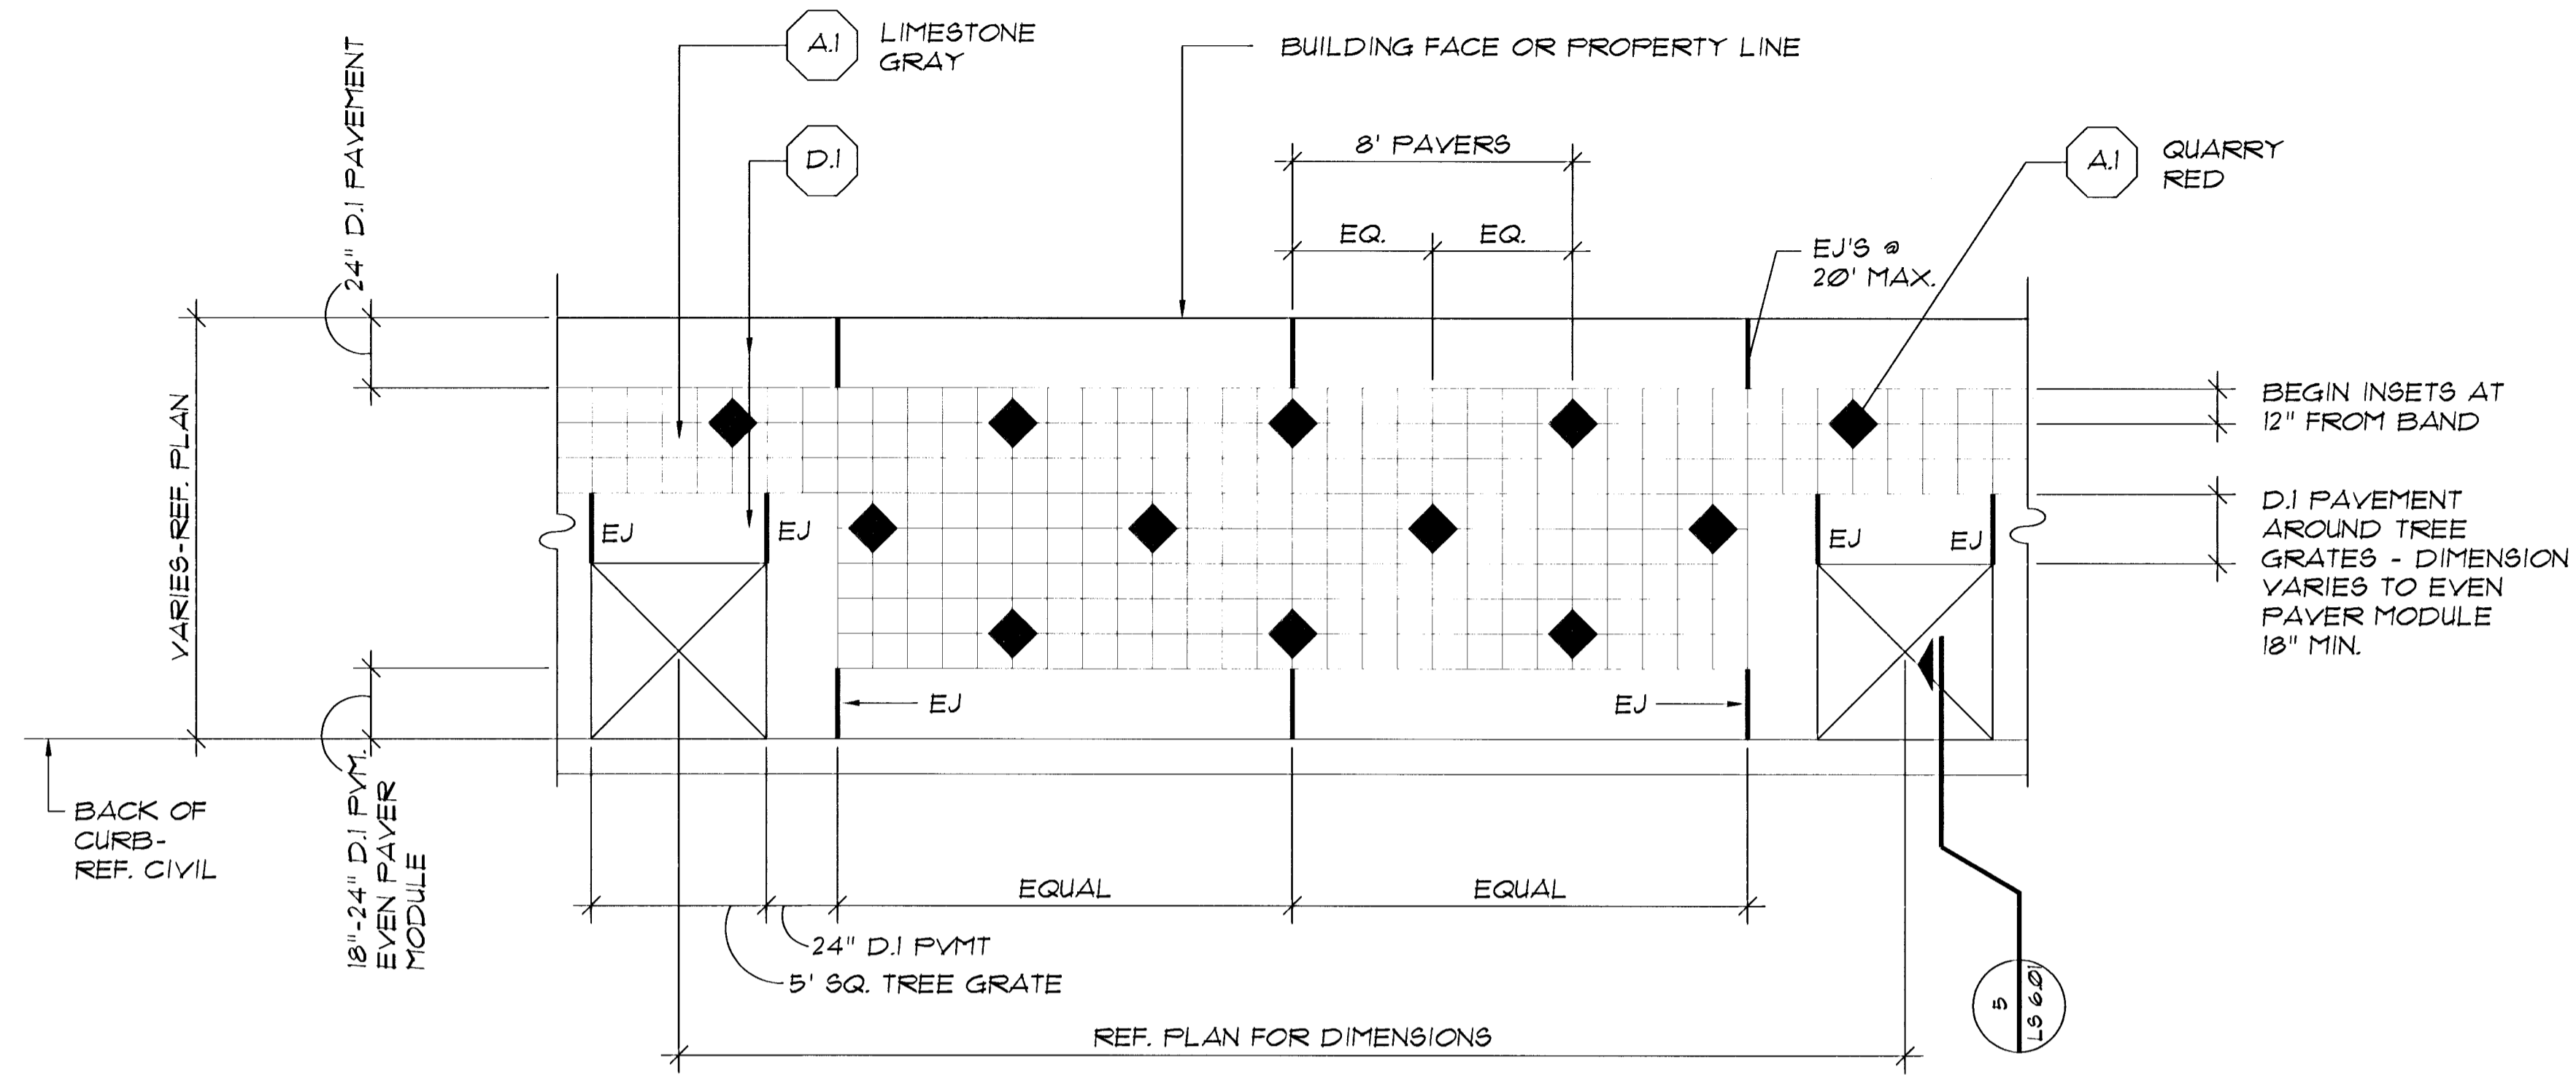 A.1
LIMESTONE
GRAY
BUILDING FACE OR PROPERTY LINE
24" D.1 PAVEMENT
D.1
8' PAVERS
A.1
QUARRY
RED
EQ.
EQ.
EJ'S @
20' MAX.
VARIES-REF. PLAN
BEGIN INSETS AT
12" FROM BAND
EJ
EJ
EJ
EJ
D.1 PAVEMENT
AROUND TREE
GRATES - DIMENSION
VARIES TO EVEN
PAVER MODULE
18" MIN.
EJ
EJ
BACK OF
CURB-
REF. CIVIL
18"-24" D.1 PVM.
EVEN PAVER
MODULE
EQUAL
EQUAL
24" D.1 PVMT
5' SQ. TREE GRATE
REF. PLAN FOR DIMENSIONS
5
LS 6.01